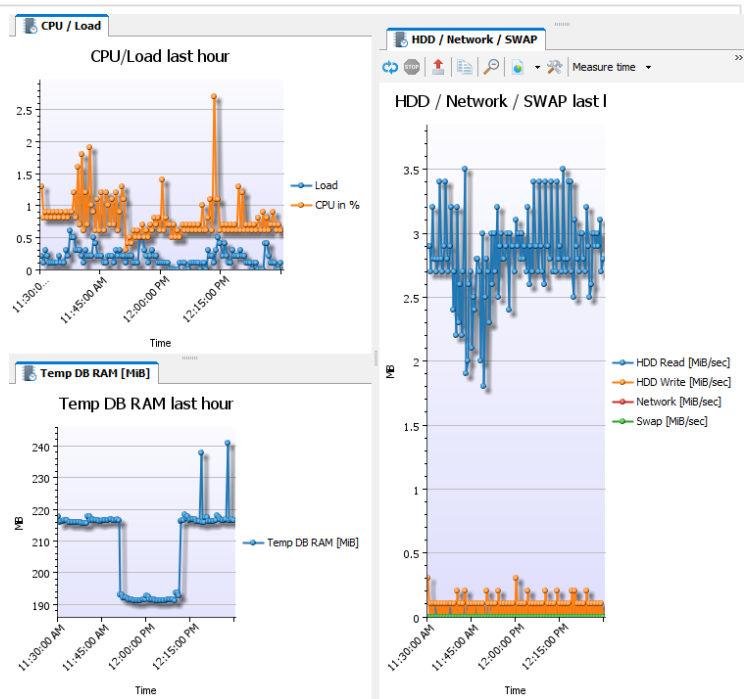 CPU / Load
CPU/Load last hour
2.5
2
1.5
1
0.5
0
Load
CPU in %
11:30:0...
11:45:00 AM
12:00:00 PM
12:15:00 PM
Time
Temp DB RAM [MiB]
Temp DB RAM last hour
240
230
220
210
200
190
MiB
Temp DB RAM [MiB]
11:30:00 AM
11:45:00 AM
12:00:00 PM
12:15:00 PM
Time
HDD / Network / SWAP
STOP
Measure time
»
HDD / Network / SWAP last l
3.5
3
2.5
2
1.5
1
0.5
0
MiB
HDD Read [MiB/sec]
HDD Write [MiB/sec]
Network [MiB/sec]
Swap [MiB/sec]
11:30:00 AM
11:45:00 AM
12:00:00 PM
12:15:00 PM
Time